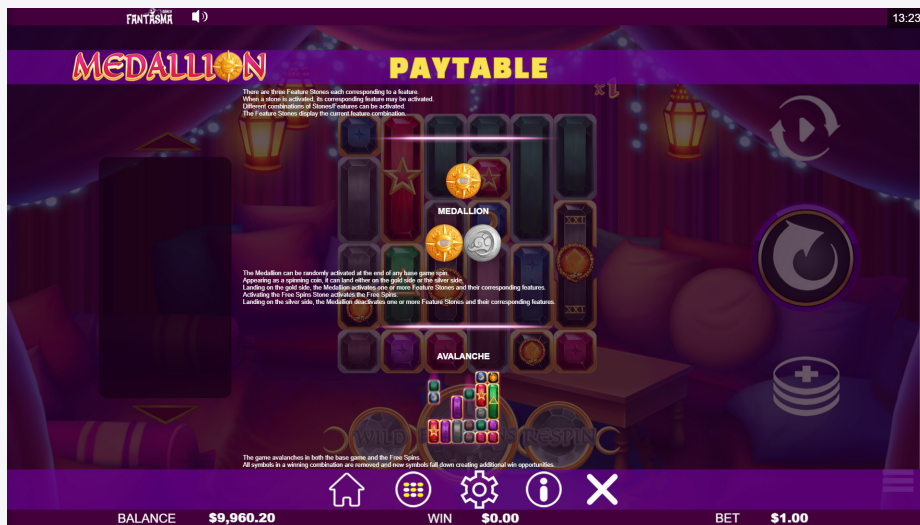 FANTASMA
13:23
MEDALLION
PAYTABLE
There are three Feature Stones each corresponding to a feature.
When a stone is activated, its corresponding feature may be activated.
Different combinations of Stones/Features can be activated.
The Feature Stones display the current feature combination.
x1
MEDALLION
XXI
The Medallion can be randomly activated at the end of any base game spin.
Appearing as a spinning coin, it can land either on the gold side or the silver side.
Landing on the gold side, the Medallion activates one or more Feature Stones and their corresponding features.
Activating the Free Spins Stone activates the Free Spins.
Landing on the silver side, the Medallion deactivates one or more Feature Stones and their corresponding features.
XXI
AVALANCHE
WILD
RESPIN
The game avalanches in both the base game and the Free Spins.
All symbols in a winning combination are removed and new symbols fall down creating additional win opportunities.
BALANCE $9,960.20 WIN $0.00 BET $1.00